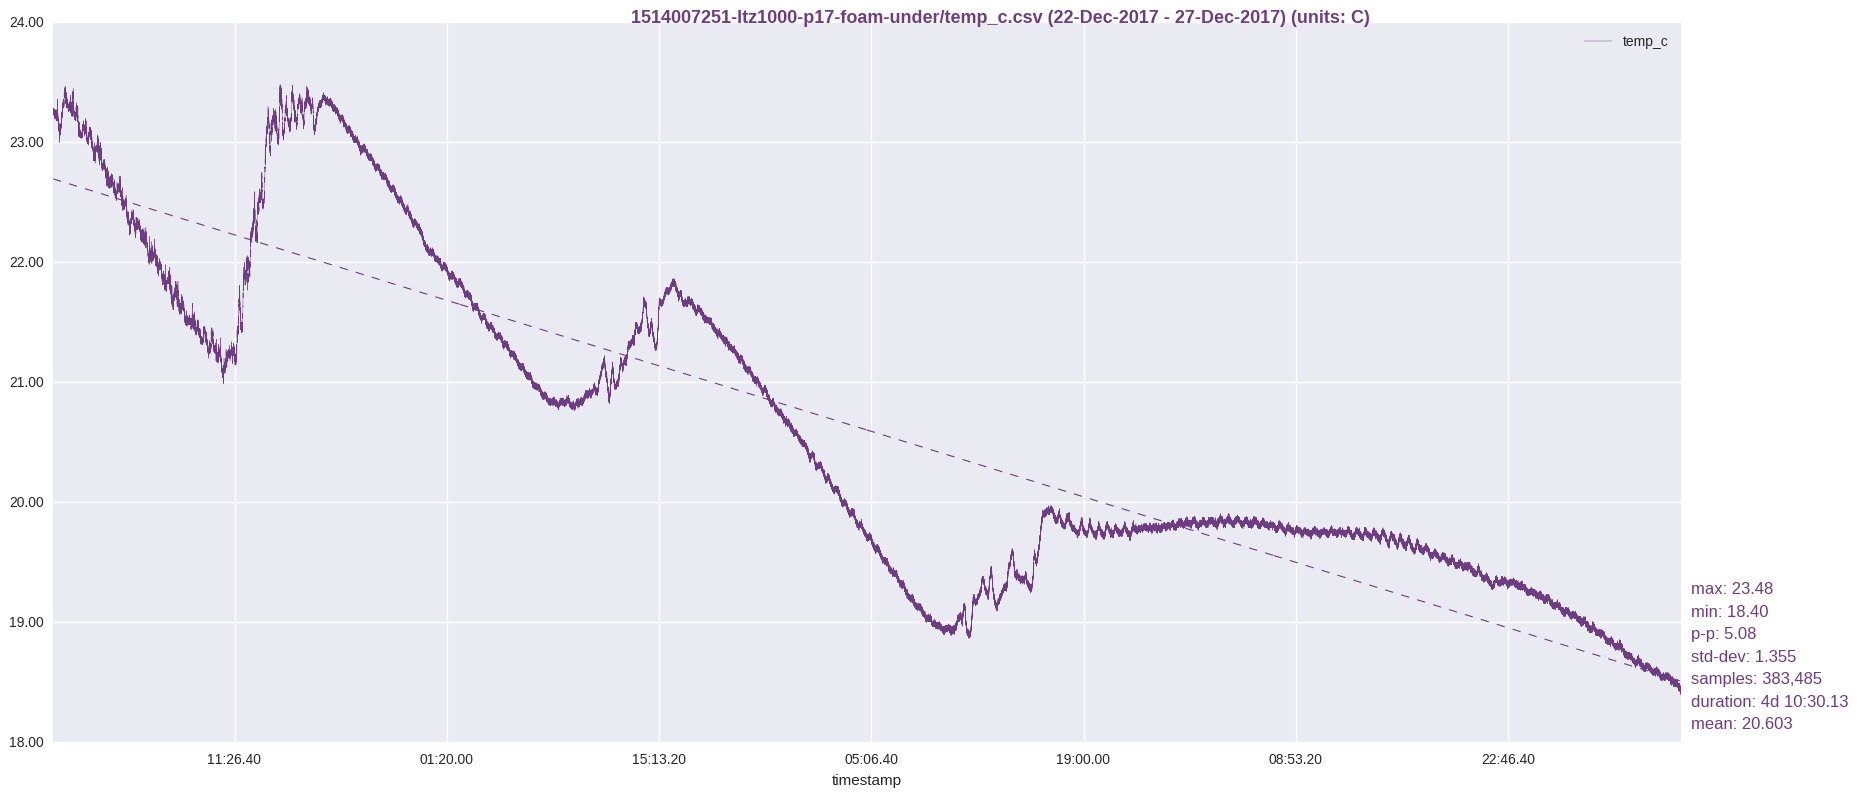 1514007251-ltz1000-p17-foam-under/temp_c.csv (22-Dec-2017 - 27-Dec-2017) (units: C)
temp_c
24.00
23.00
22.00
21.00
20.00
19.00
18.00
max: 23.48
min: 18.40
p-p: 5.08
std-dev: 1.355
samples: 383,485
duration: 4d 10:30.13
mean: 20.603
11:26.40 01:20.00 15:13.20 05:06.40 19:00.00 08:53.20 22:46.40
timestamp